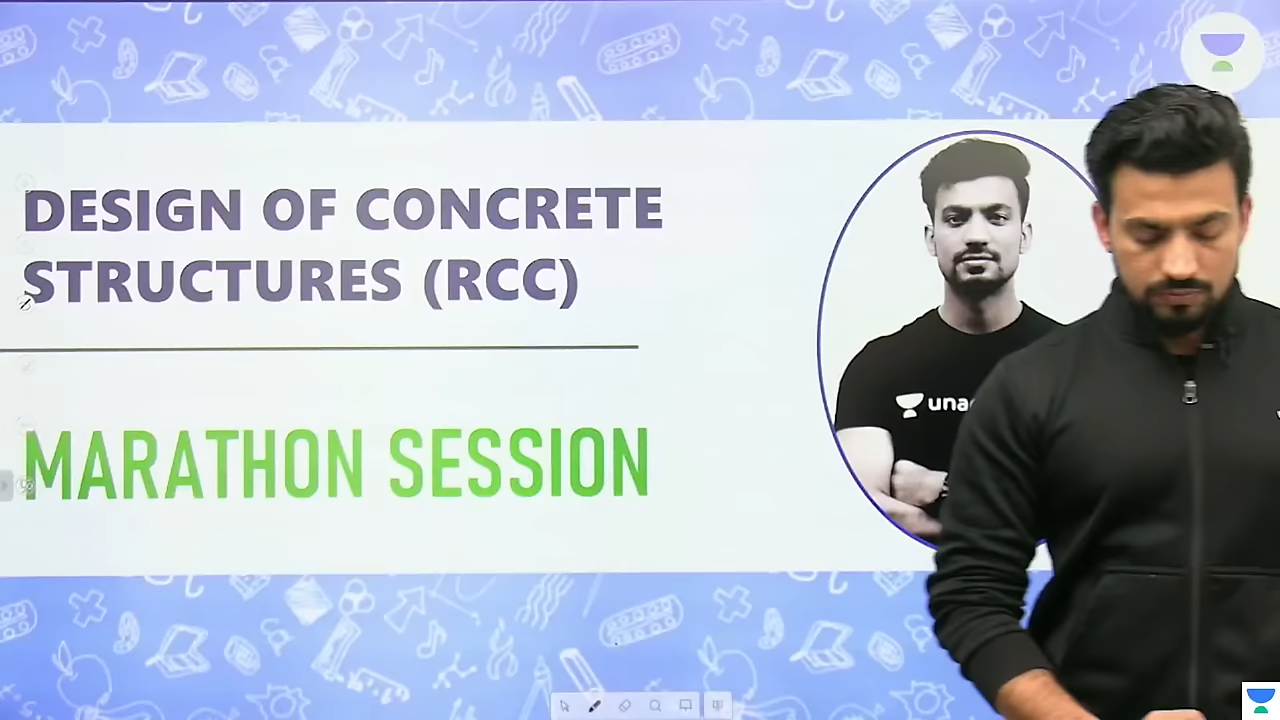 DESIGN OF CONCRETE
STRUCTURES (RCC)
MARATHON SESSION